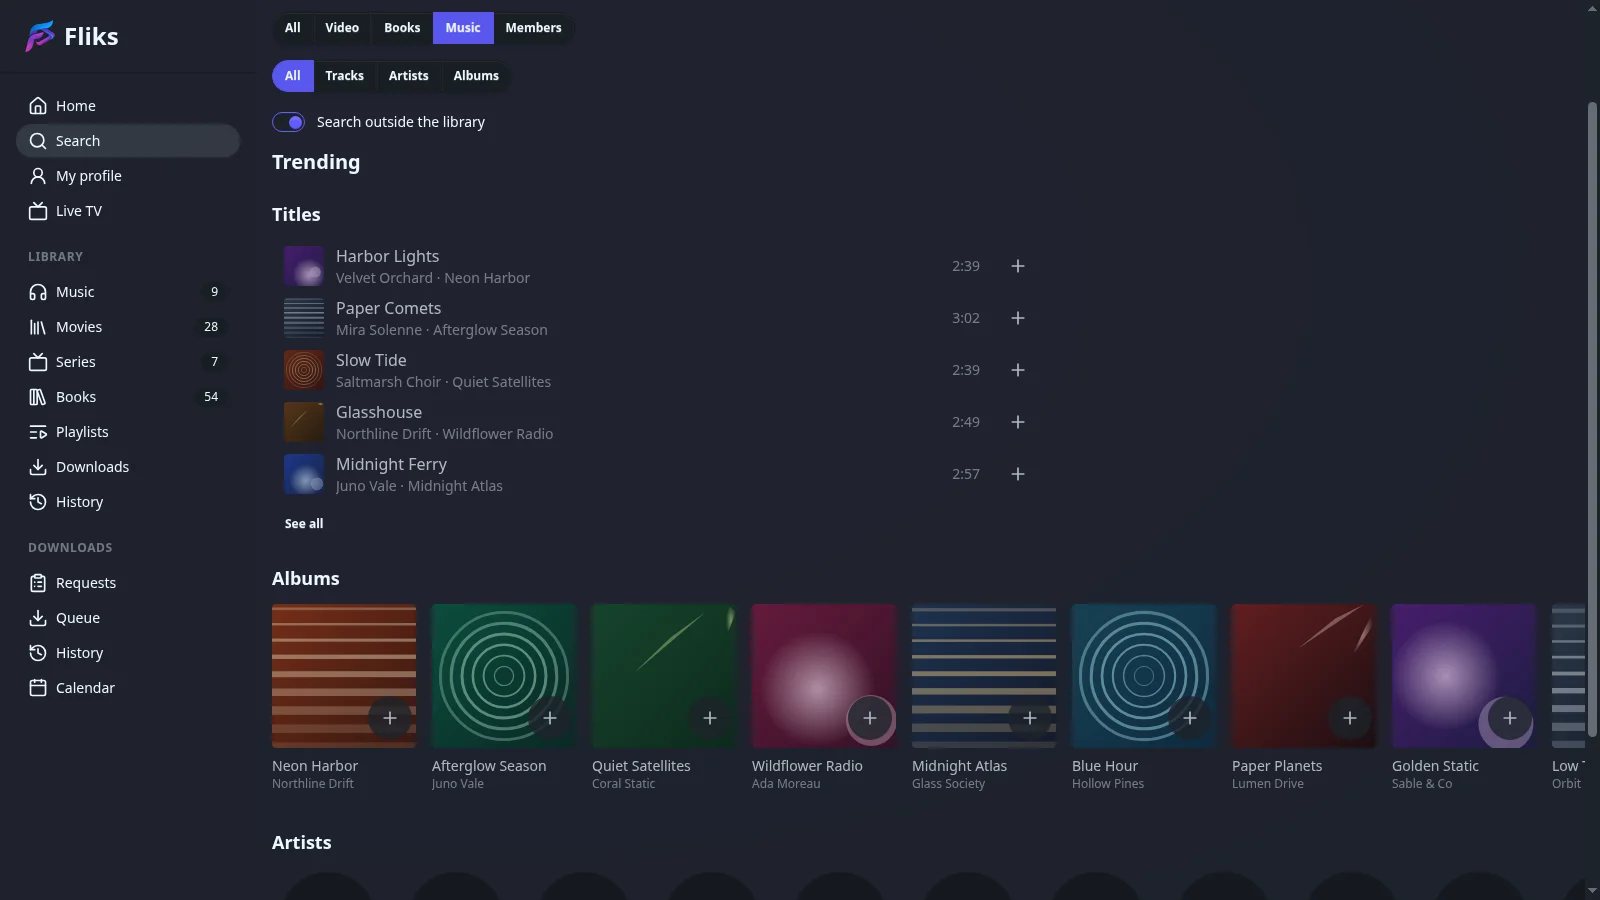 Fliks
Home
Search
My profile
Live TV
LIBRARY
Music 9
Movies 28
Series 7
Books 54
Playlists
Downloads
History
DOWNLOADS
Requests
Queue
History
Calendar
All Video Books Music Members
All Tracks Artists Albums
Search outside the library
Trending
Titles
Harbor Lights
Velvet Orchard · Neon Harbor
2:39
Paper Comets
Mira Solenne · Afterglow Season
3:02
Slow Tide
Saltmarsh Choir · Quiet Satellites
2:39
Glasshouse
Northline Drift · Wildflower Radio
2:49
Midnight Ferry
Juno Vale · Midnight Atlas
2:57
See all
Albums
Neon Harbor
Northline Drift
Afterglow Season
Juno Vale
Quiet Satellites
Coral Static
Wildflower Radio
Ada Moreau
Midnight Atlas
Glass Society
Blue Hour
Hollow Pines
Paper Planets
Lumen Drive
Golden Static
Sable & Co
Low
Orbit
Artists